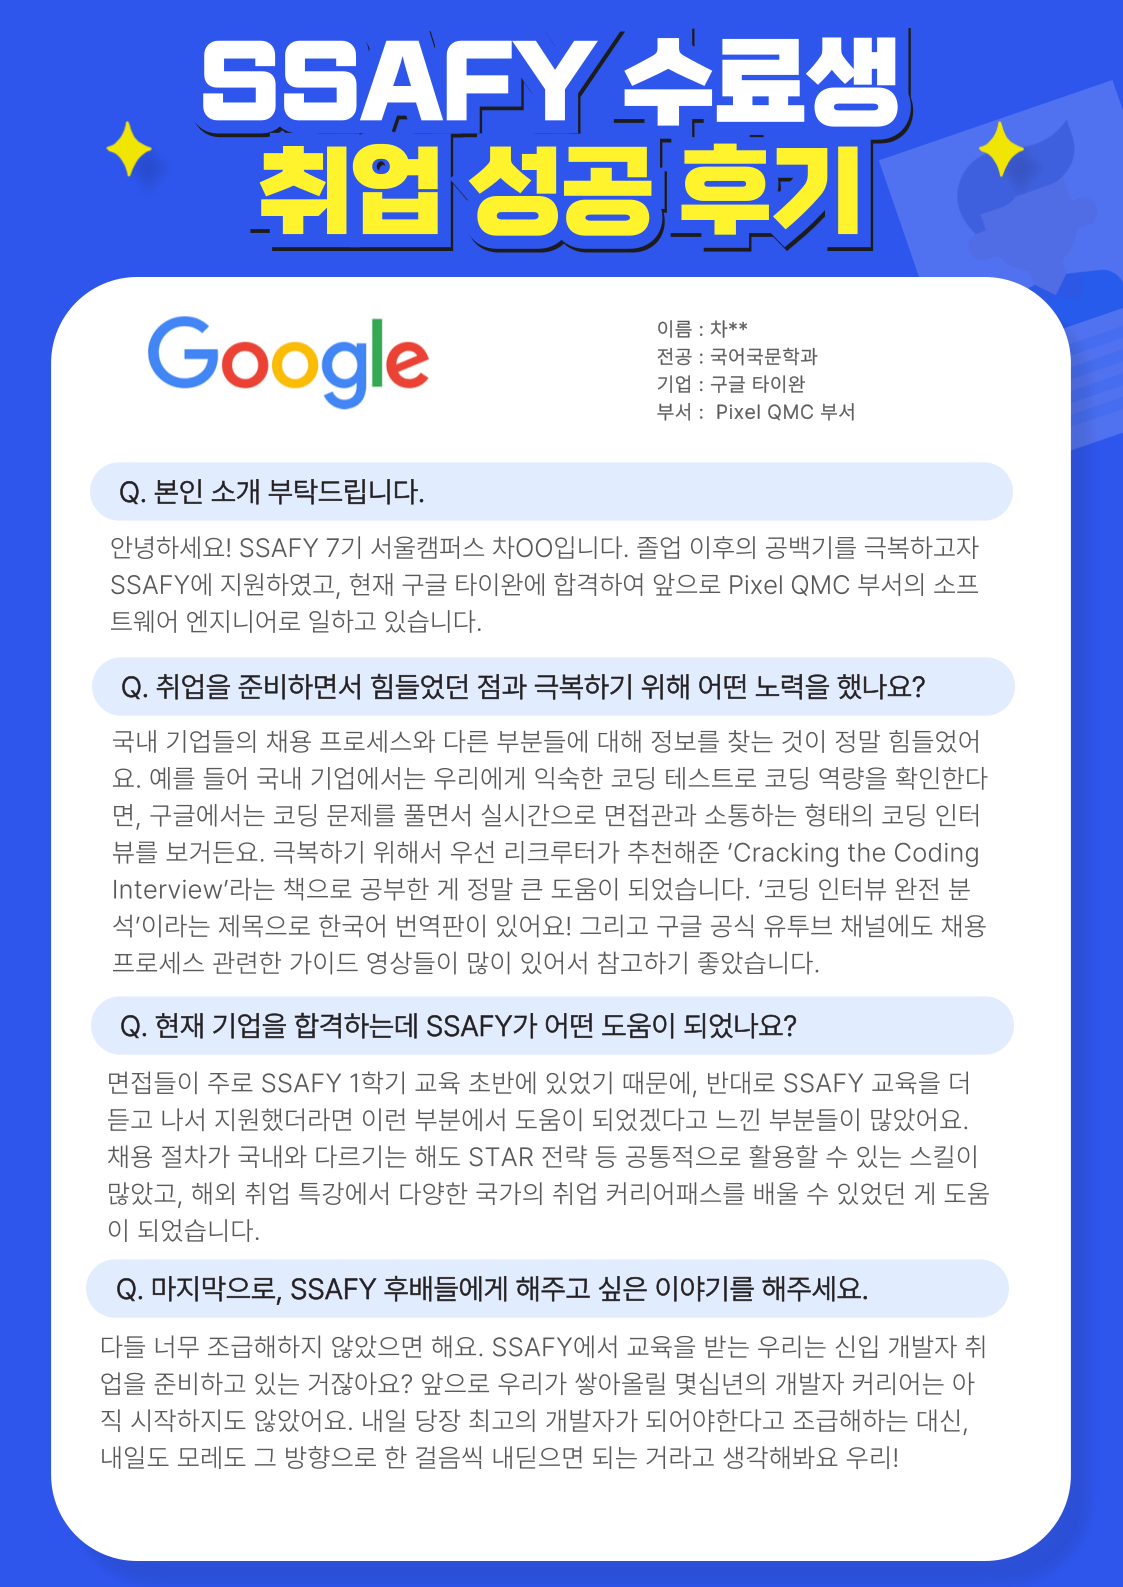 SSAFY 수료생
취업 성공 후기
Google
이름 : 차**
전공 : 국어국문학과
기업 : 구글 타이완
부서 : Pixel QMC 부서
Q. 본인 소개 부탁드립니다.
안녕하세요! SSAFY 7기 서울캠퍼스 차OO입니다. 졸업 이후의 공백기를 극복하고자
SSAFY에 지원하였고, 현재 구글 타이완에 합격하여 앞으로 Pixel QMC 부서의 소프
트웨어 엔지니어로 일하고 있습니다.
Q. 취업을 준비하면서 힘들었던 점과 극복하기 위해 어떤 노력을 했나요?
국내 기업들의 채용 프로세스와 다른 부분들에 대해 정보를 찾는 것이 정말 힘들었어
요. 예를 들어 국내 기업에서는 우리에게 익숙한 코딩 테스트로 코딩 역량을 확인한다
면, 구글에서는 코딩 문제를 풀면서 실시간으로 면접관과 소통하는 형태의 코딩 인터
뷰를 보거든요. 극복하기 위해서 우선 리크루터가 추천해준 ‘Cracking the Coding
Interview’라는 책으로 공부한 게 정말 큰 도움이 되었습니다. ‘코딩 인터뷰 완전 분
석’이라는 제목으로 한국어 번역판이 있어요! 그리고 구글 공식 유투브 채널에도 채용
프로세스 관련한 가이드 영상들이 많이 있어서 참고하기 좋았습니다.
Q. 현재 기업을 합격하는데 SSAFY가 어떤 도움이 되었나요?
면접들이 주로 SSAFY 1학기 교육 초반에 있었기 때문에, 반대로 SSAFY 교육을 더
듣고 나서 지원했더라면 이런 부분에서 도움이 되었겠다고 느낀 부분들이 많았어요.
채용 절차가 국내와 다르기는 해도 STAR 전략 등 공통적으로 활용할 수 있는 스킬이
많았고, 해외 취업 특강에서 다양한 국가의 취업 커리어패스를 배울 수 있었던 게 도움
이 되었습니다.
Q. 마지막으로, SSAFY 후배들에게 해주고 싶은 이야기를 해주세요.
다들 너무 조급해하지 않았으면 해요. SSAFY에서 교육을 받는 우리는 신입 개발자 취
업을 준비하고 있는 거잖아요? 앞으로 우리가 쌓아올릴 몇십년의 개발자 커리어는 아
직 시작하지도 않았어요. 내일 당장 최고의 개발자가 되어야한다고 조급해하는 대신,
내일도 모레도 그 방향으로 한 걸음씩 내딛으면 되는 거라고 생각해봐요 우리!